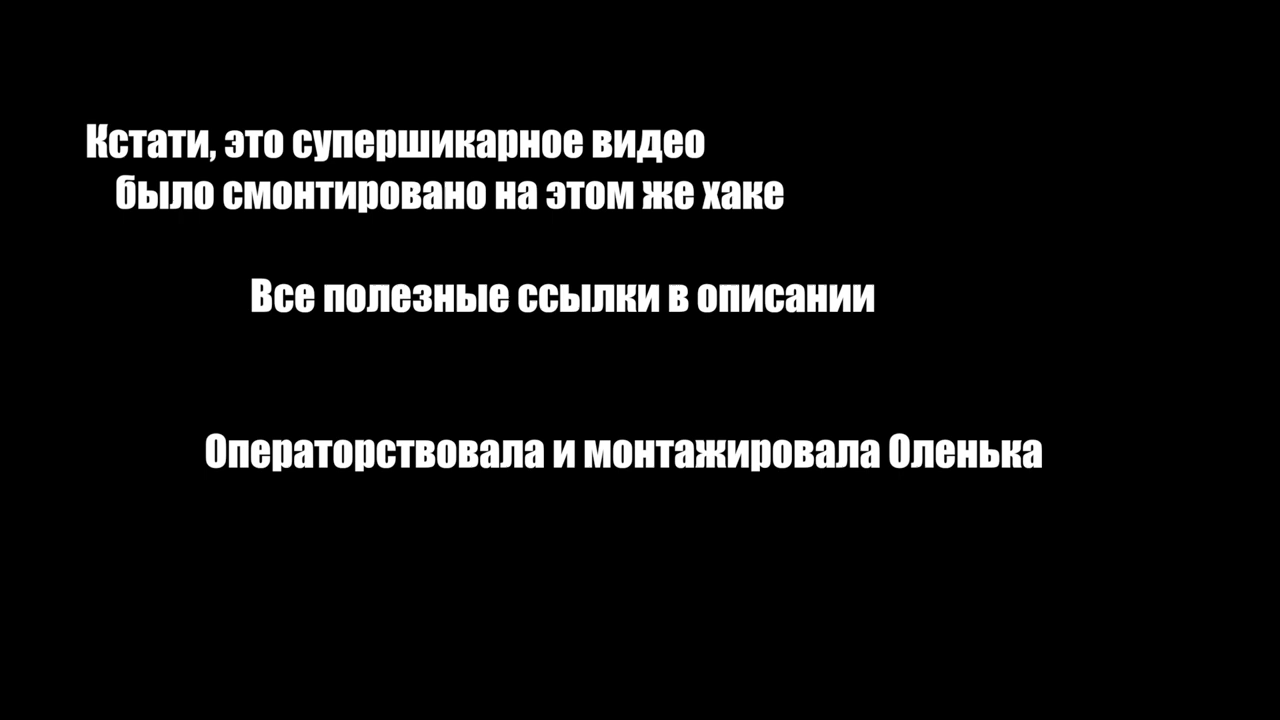 Кстати, это супершикарное видео
было смонтировано на этом же хаке
Все полезные ссылки в описании
Операторствовала и монтажировала Оленька